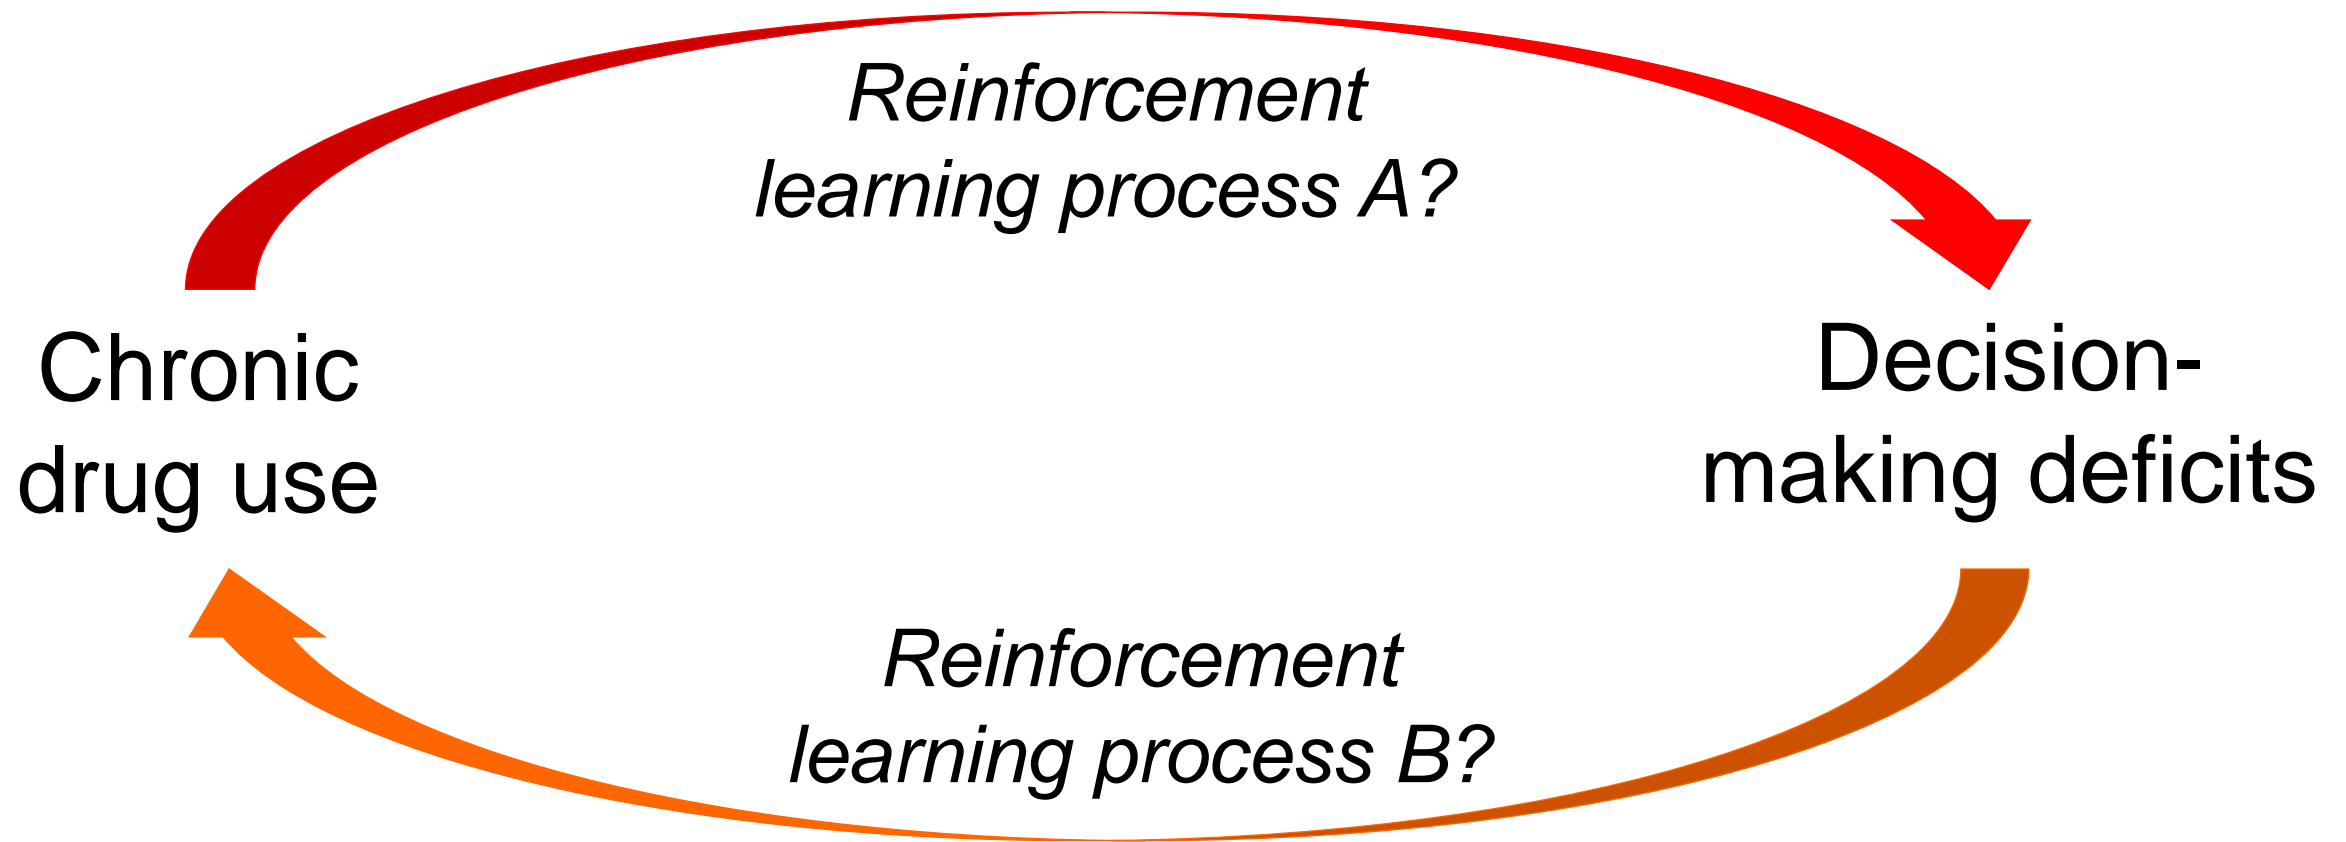 Reinforcement
learning process A?
Chronic
drug use
Decision-
making deficits
Reinforcement
learning process B?